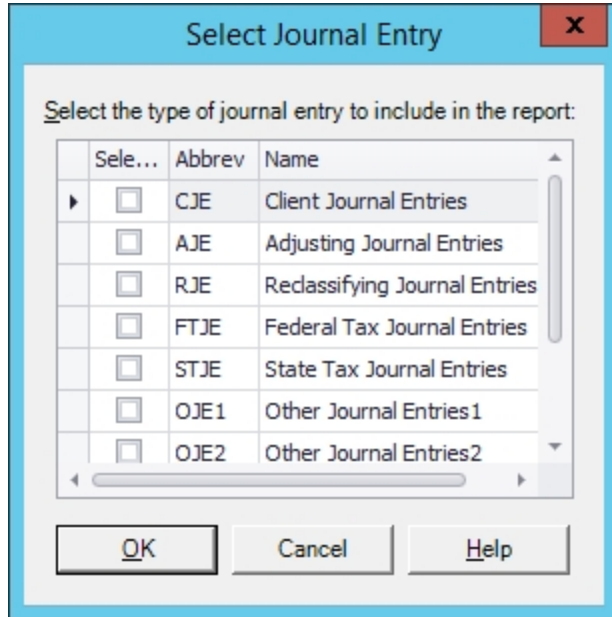 Select Journal Entry
x
Select the type of journal entry to include in the report:
Sele... Abbrev Name
CJE Client Journal Entries
AJE Adjusting Journal Entries
RJE Reclassifying Journal Entries
FTJE Federal Tax Journal Entries
STJE State Tax Journal Entries
OJE1 Other Journal Entries1
OJE2 Other Journal Entries2
OK Cancel Help